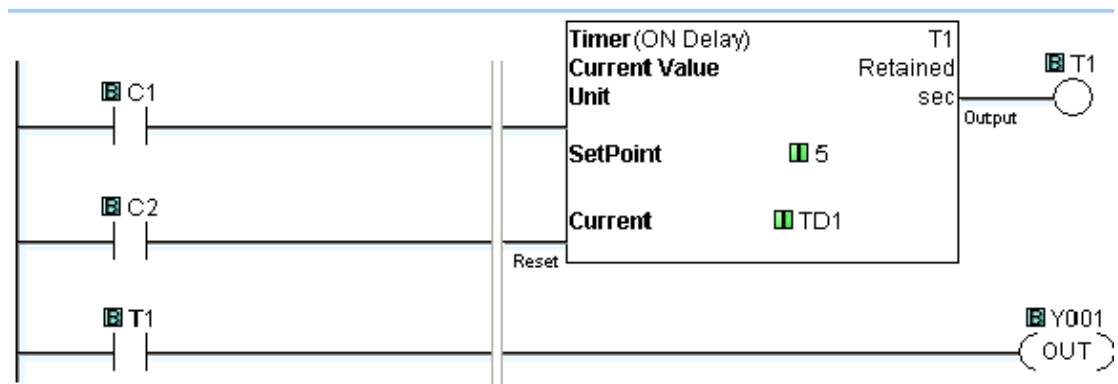 Timer (ON Delay) T1
Current Value Retained
Unit sec
B T1
Output
B C1
SetPoint I 5
B C2
Current I TD1
Reset
B T1
B Y001
OUT